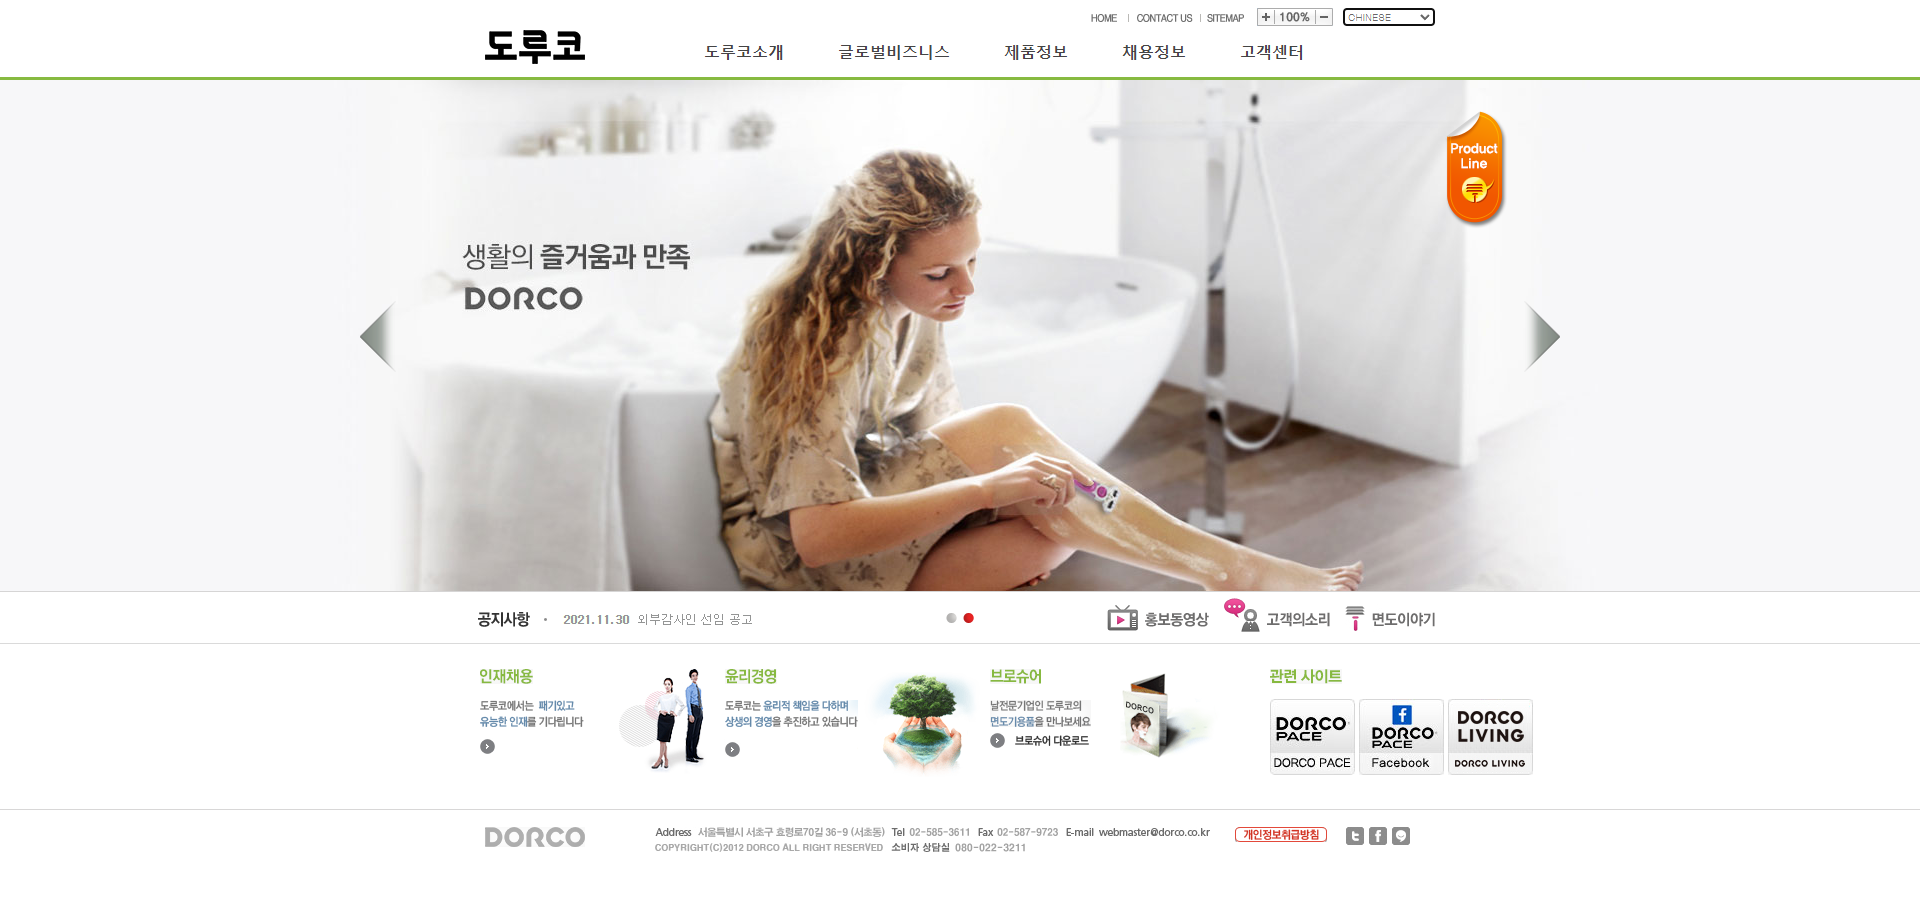 HOME
CONTACT US
SITEMAP
100%
CHINESE
도루코
도루코소개
글로벌비즈니스
제품정보
채용정보
고객센터
Product
Line
생활의 즐거움과 만족
DORCO
공지사항
2021.11.30 외부감사인 선임 공고
홍보동영상
고객의소리
면도이야기
인재채용
도루코에서는 패기있고
유능한 인재를 기다립니다
윤리경영
도루코는 윤리적 책임을 다하며
상생의 경영을 추진하고 있습니다
브로슈어
날전문기업인 도루코의
면도기용품을 만나보세요
브로슈어 다운로드
DORCO
관련 사이트
DORCO
PACE
DORCO PACE
DORCO
PACE
Facebook
DORCO
LIVING
DORCO LIVING
DORCO
Address 서울특별시 서초구 효령로70길 36-9 (서초동) Tel 02-585-3611 Fax 02-587-9723 E-mail webmaster@dorco.co.kr
COPYRIGHT(C)2012 DORCO ALL RIGHT RESERVED 소비자 상담실 080-022-3211
개인정보취급방침